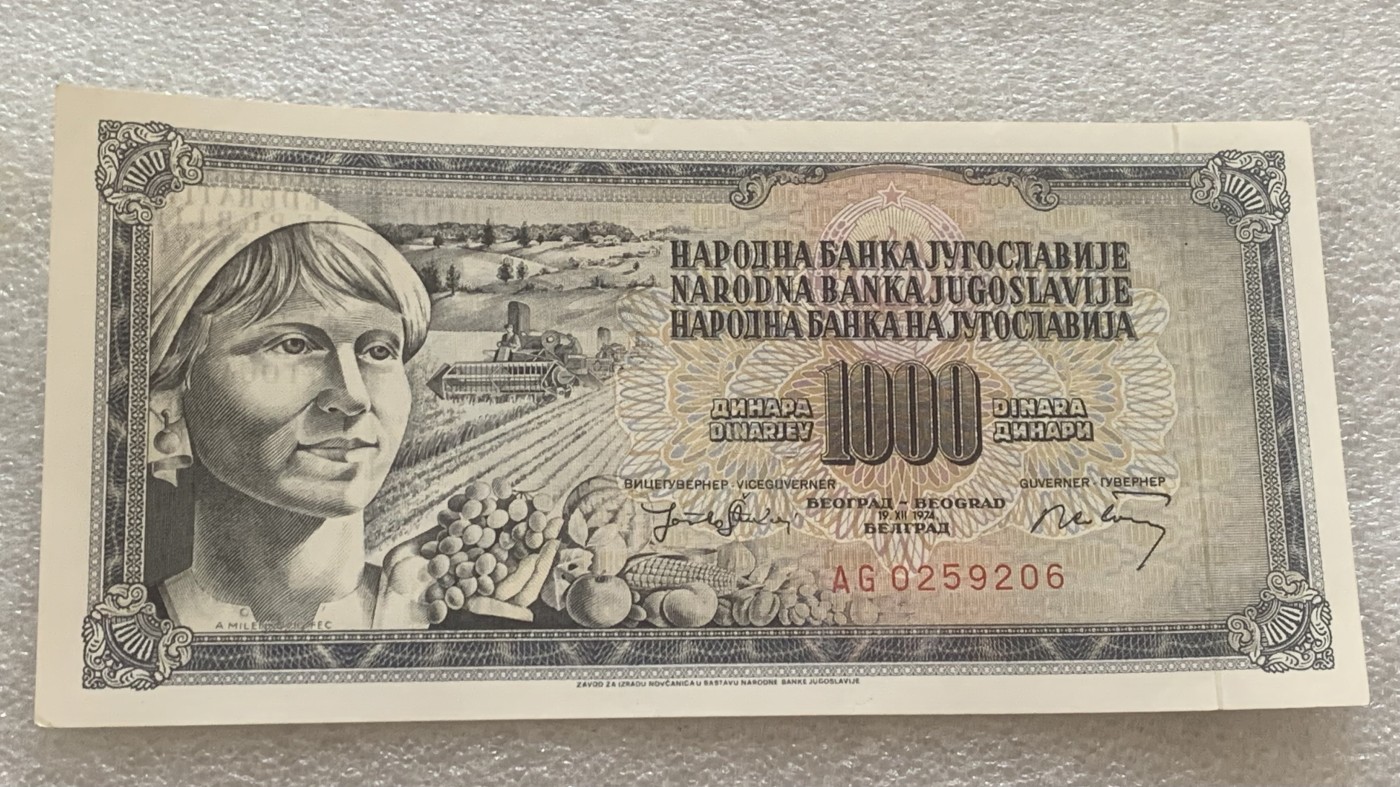 НАРОДНА БАНКА ЈУГОСЛАВИЈЕ
NARODNA BANKA JUGOSLAVIJE
НАРОДНА БАНКА НА ЈУГОСЛАВИЈА
ДИНАРА
DINARJEV
1000
DINARA
ДИНАРИ
ВИЦЕГУВЕРНЕР - VICEGUVERNER
GUVERNER - ГУВЕРНЕР
БЕОГРАД - BEOGRAD
19. XII 1974
БЕЛГРАД
AG 0259206
ZAVOD ZA IZRADU NOVČANICA U SASTAVU NARODNE BANKE JUGOSLAVIJE